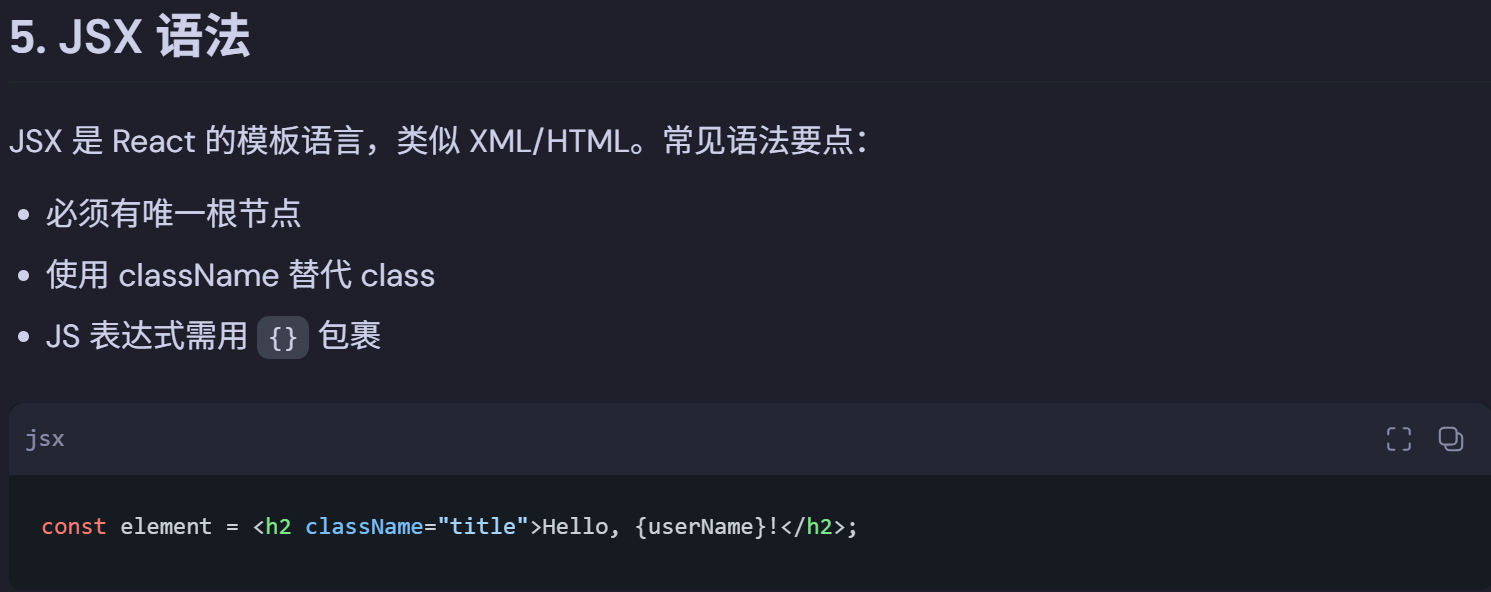 5. JSX 语法
JSX 是 React 的模板语言，类似 XML/HTML。常见语法要点：
• 必须有唯一根节点
• 使用 className 替代 class
• JS 表达式需用 {} 包裹
jsx
const element = <h2 className="title">Hello, {userName}!</h2>;